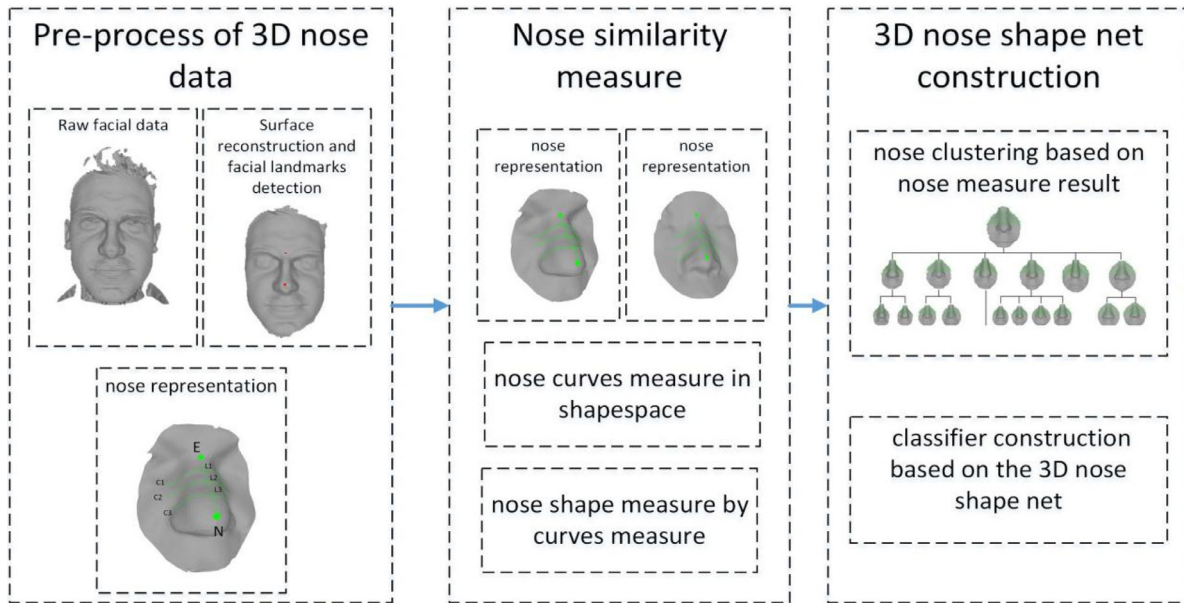 Pre-process of 3D nose
data
Raw facial data
Surface
reconstruction and
facial landmarks
detection
nose representation
E
L1
L2
L3
C1
C2
C3
N
Nose similarity
measure
nose
representation
nose
representation
nose curves measure in
shapespace
nose shape measure by
curves measure
3D nose shape net
construction
nose clustering based on
nose measure result
classifier construction
based on the 3D nose
shape net